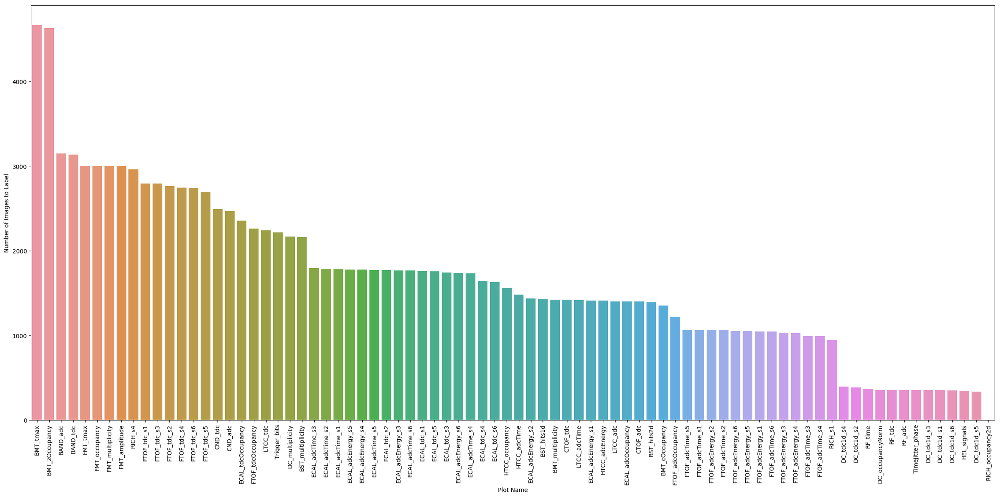 Number of Images to Label
4000
3000
2000
1000
0
BMT_tmax
BMT_zOccupancy
BAND_adc
BAND_tdc
FMT_tmax
FMT_occupancy
FMT_multiplicity
FMT_amplitude
RICH_s4
FTOF_tdc_s1
FTOF_tdc_s3
FTOF_tdc_s2
FTOF_tdc_s4
FTOF_tdc_s6
FTOF_tdc_s5
CND_tdc
CND_adc
ECAL_tdcOccupancy
FTOF_tdcOccupancy
LTCC_tdc
Trigger_bits
DC_multiplicity
BST_multiplicity
ECAL_adcTime_s3
ECAL_adcTime_s2
ECAL_adcTime_s1
ECAL_adcEnergy_s5
ECAL_adcEnergy_s4
ECAL_adcTime_s5
ECAL_tdc_s2
ECAL_adcEnergy_s3
ECAL_adcTime_s6
ECAL_tdc_s1
ECAL_tdc_s5
ECAL_tdc_s3
ECAL_adcEnergy_s6
ECAL_adcTime_s4
ECAL_tdc_s4
ECAL_tdc_s6
HTCC_occupancy
HTCC_adcTime
ECAL_adcEnergy_s2
BST_hits1d
BMT_multiplicity
CTOF_tdc
LTCC_adcTime
ECAL_adcEnergy_s1
HTCC_adcEnergy
LTCC_adc
ECAL_adcOccupancy
CTOF_adc
BST_hits2d
BMT_cOccupancy
FTOF_adcOccupancy
FTOF_adcTime_s5
FTOF_adcTime_s1
FTOF_adcEnergy_s2
FTOF_adcTime_s2
FTOF_adcEnergy_s6
FTOF_adcEnergy_s5
FTOF_adcEnergy_s1
FTOF_adcTime_s6
FTOF_adcEnergy_s3
FTOF_adcEnergy_s4
FTOF_adcTime_s3
FTOF_adcTime_s4
RICH_s1
DC_tdc1d_s4
DC_tdc1d_s2
RF_time
DC_occupancyNorm
RF_tdc
RF_adc
Timejitter_phase
DC_tdc1d_s3
DC_tdc1d_s1
DC_tdc1d_s6
HEL_signals
DC_tdc1d_s5
RICH_occupancy2d
Plot Name